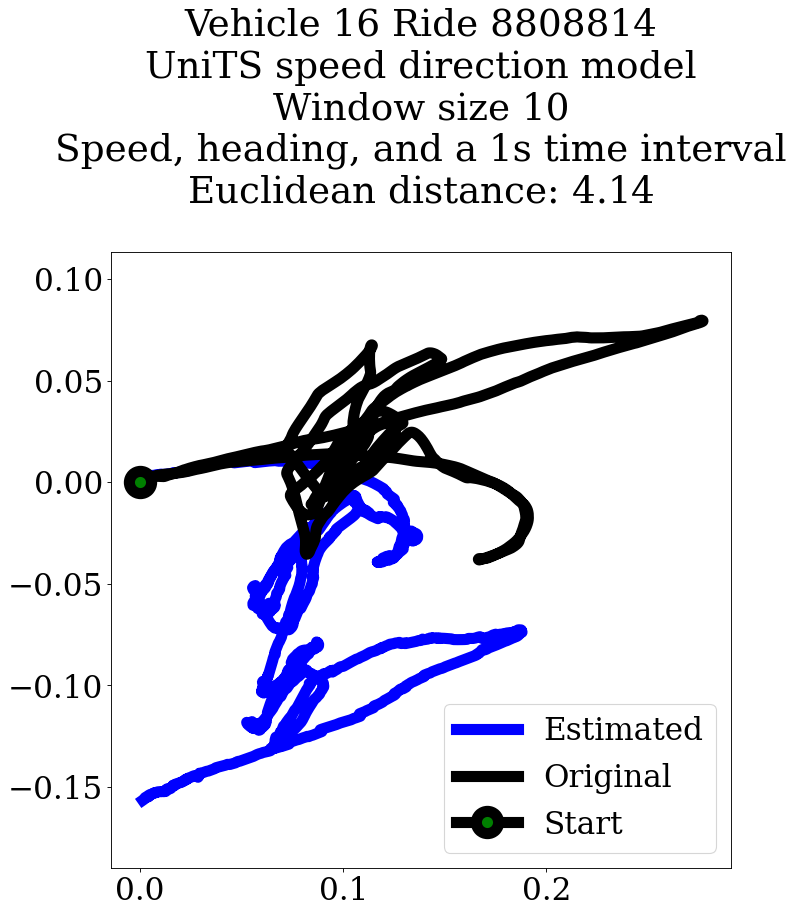 Vehicle 16 Ride 8808814
UniTS speed direction model
Window size 10
Speed, heading, and a 1s time interval
Euclidean distance: 4.14
0.10
0.05
0.00
−0.05
−0.10
−0.15
Estimated
Original
Start
0.0 0.1 0.2